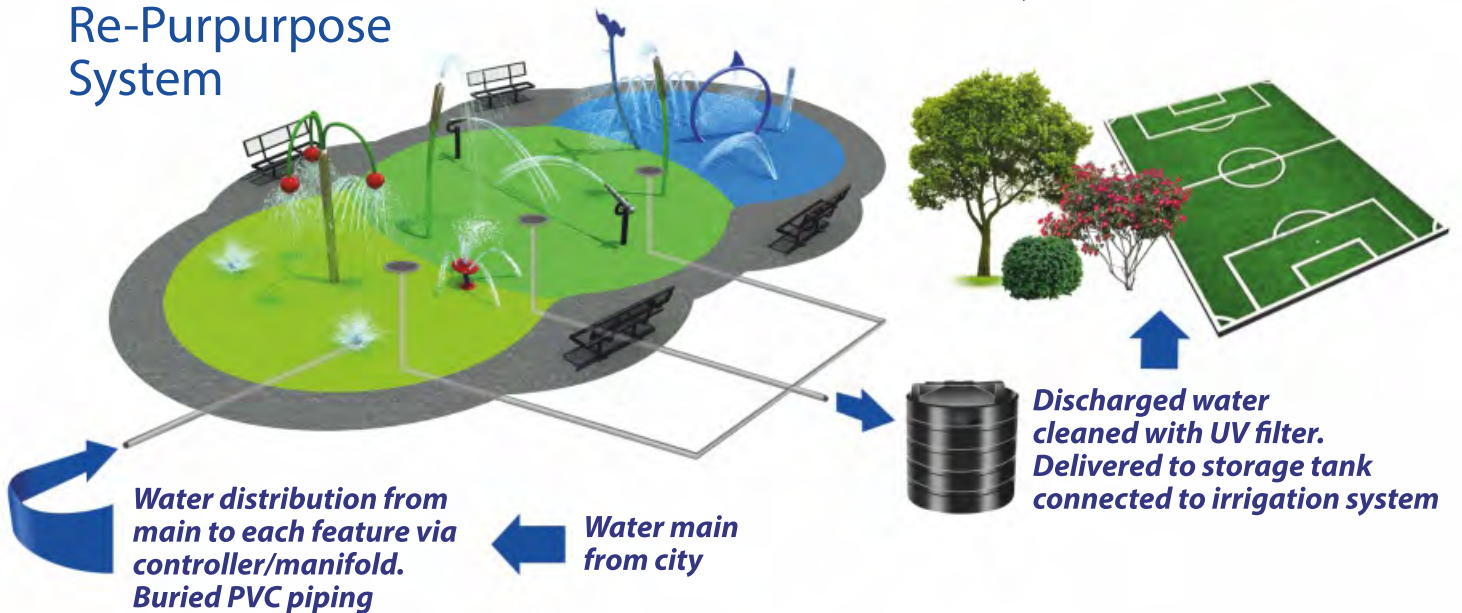 Re-Purpurpose
System
Discharged water
cleaned with UV filter.
Delivered to storage tank
connected to irrigation system
Water distribution from
main to each feature via
controller/manifold.
Buried PVC piping
Water main
from city